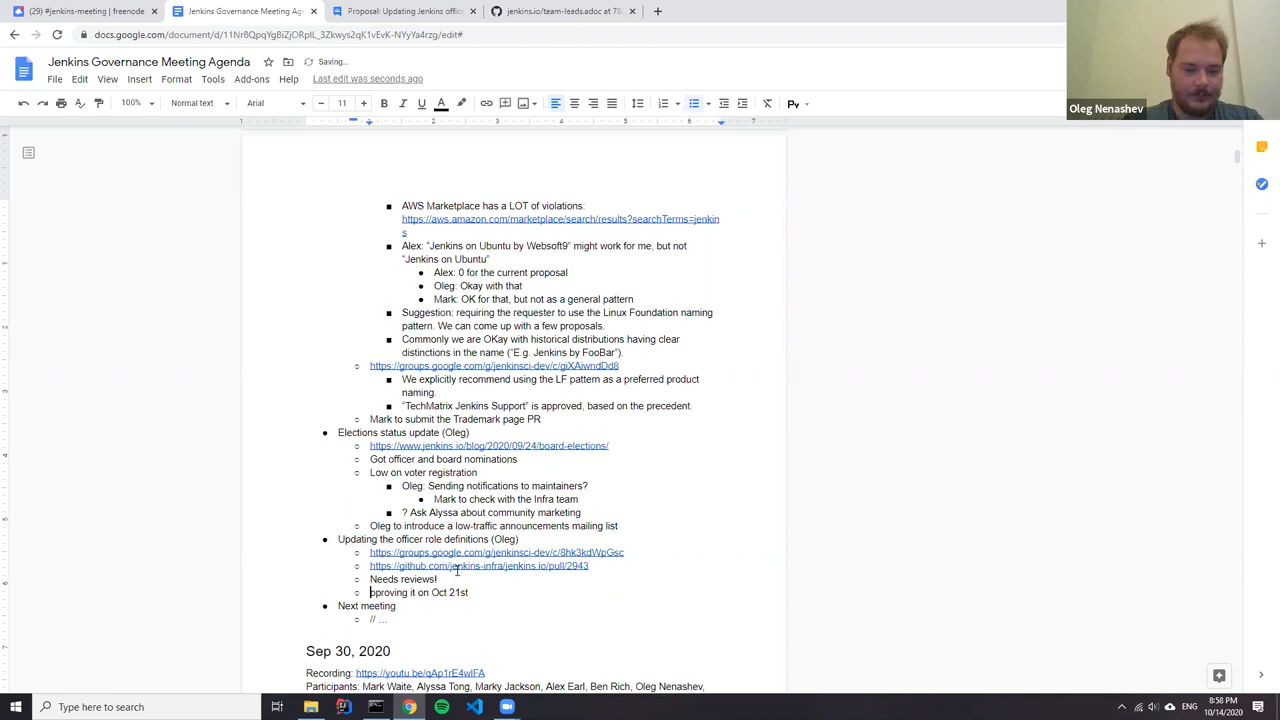 (29) #jenkins-meeting | freenode
Jenkins Governance Meeting Age
Proposal: Updating Jenkins offic
jenkins.io/team-leads.adoc at 78
docs.google.com/document/d/11Nr8QpqYgBiZjORpIL_3Zkwys2qK1vEvK-NYyYa4rzg/edit#
Jenkins Governance Meeting Agenda
Saving...
File Edit View Insert Format Tools Add-ons Help Last edit was seconds ago
100% Normal text Arial 11
Oleg Nenashev
AWS Marketplace has a LOT of violations:
https://aws.amazon.com/marketplace/search/results?searchTerms=jenkin
s
Alex: “Jenkins on Ubuntu by Websoft9” might work for me, but not
“Jenkins on Ubuntu”
Alex: 0 for the current proposal
Oleg: Okay with that
Mark: OK for that, but not as a general pattern
Suggestion: requiring the requester to use the Linux Foundation naming
pattern. We can come up with a few proposals.
Commonly we are OKay with historical distributions having clear
distinctions in the name (“E.g. Jenkins by FooBar”).
https://groups.google.com/g/jenkinsci-dev/c/giXAiwndDd8
We explicitly recommend using the LF pattern as a preferred product
naming.
“TechMatrix Jenkins Support” is approved, based on the precedent.
Mark to submit the Trademark page PR
Elections status update (Oleg)
https://www.jenkins.io/blog/2020/09/24/board-elections/
Got officer and board nominations
Low on voter registration
Oleg: Sending notifications to maintainers?
Mark to check with the Infra team
? Ask Alyssa about community marketing
Oleg to introduce a low-traffic announcements mailing list
Updating the officer role definitions (Oleg)
https://groups.google.com/g/jenkinsci-dev/c/8hk3kdWpGsc
https://github.com/jenkins-infra/jenkins.io/pull/2943
Needs reviews!
pproving it on Oct 21st
Next meeting
// ...
Sep 30, 2020
Recording: https://youtu.be/qAp1rE4wIFA
Participants: Mark Waite, Alyssa Tong, Marky Jackson, Alex Earl, Ben Rich, Oleg Nenashev,
Type here to search
ENG
8:58 PM
10/14/2020